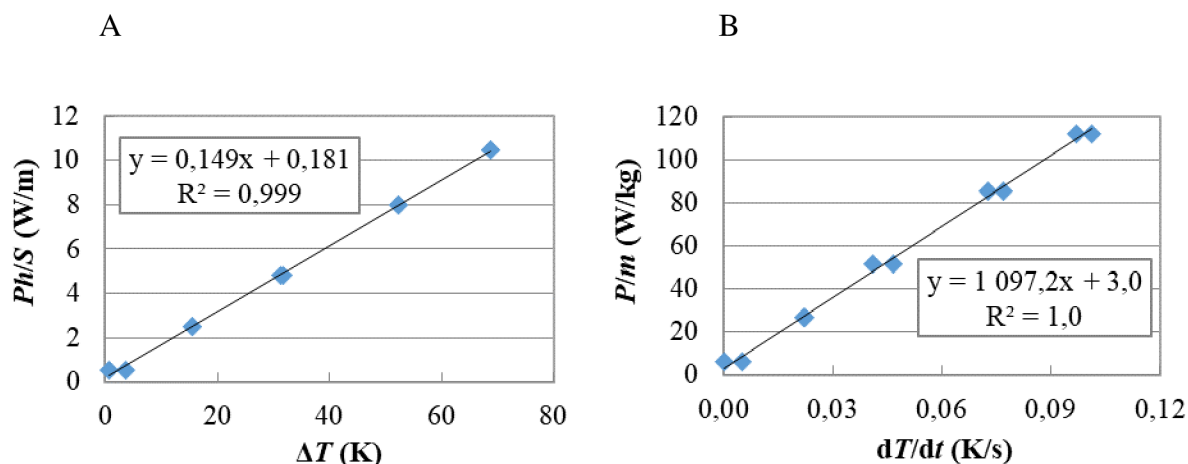 A
12
10
8
6
4
2
0
Ph/S (W/m)
y = 0,149x + 0,181
R² = 0,999
0 20 40 60 80
ΔT (K)
B
120
100
80
60
40
20
0
P/m (W/kg)
y = 1 097,2x + 3,0
R² = 1,0
0,00 0,03 0,06 0,09 0,12
dT/dt (K/s)